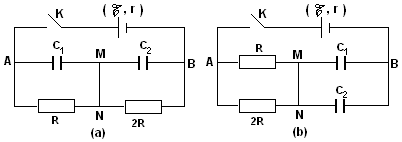 K (ℰ, r) K (ℰ, r)
C₁ M C₂ R M C₁
A B A B
N N C₂
R 2R 2R
(a) (b)